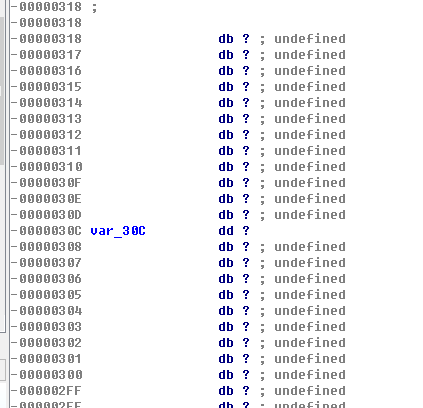 -00000318 ;
-00000318
-00000318 db ? ; undefined
-00000317 db ? ; undefined
-00000316 db ? ; undefined
-00000315 db ? ; undefined
-00000314 db ? ; undefined
-00000313 db ? ; undefined
-00000312 db ? ; undefined
-00000311 db ? ; undefined
-00000310 db ? ; undefined
-0000030F db ? ; undefined
-0000030E db ? ; undefined
-0000030D db ? ; undefined
-0000030C var_30C dd ?
-00000308 db ? ; undefined
-00000307 db ? ; undefined
-00000306 db ? ; undefined
-00000305 db ? ; undefined
-00000304 db ? ; undefined
-00000303 db ? ; undefined
-00000302 db ? ; undefined
-00000301 db ? ; undefined
-00000300 db ? ; undefined
-000002FF db ? ; undefined
db ? ; undefined